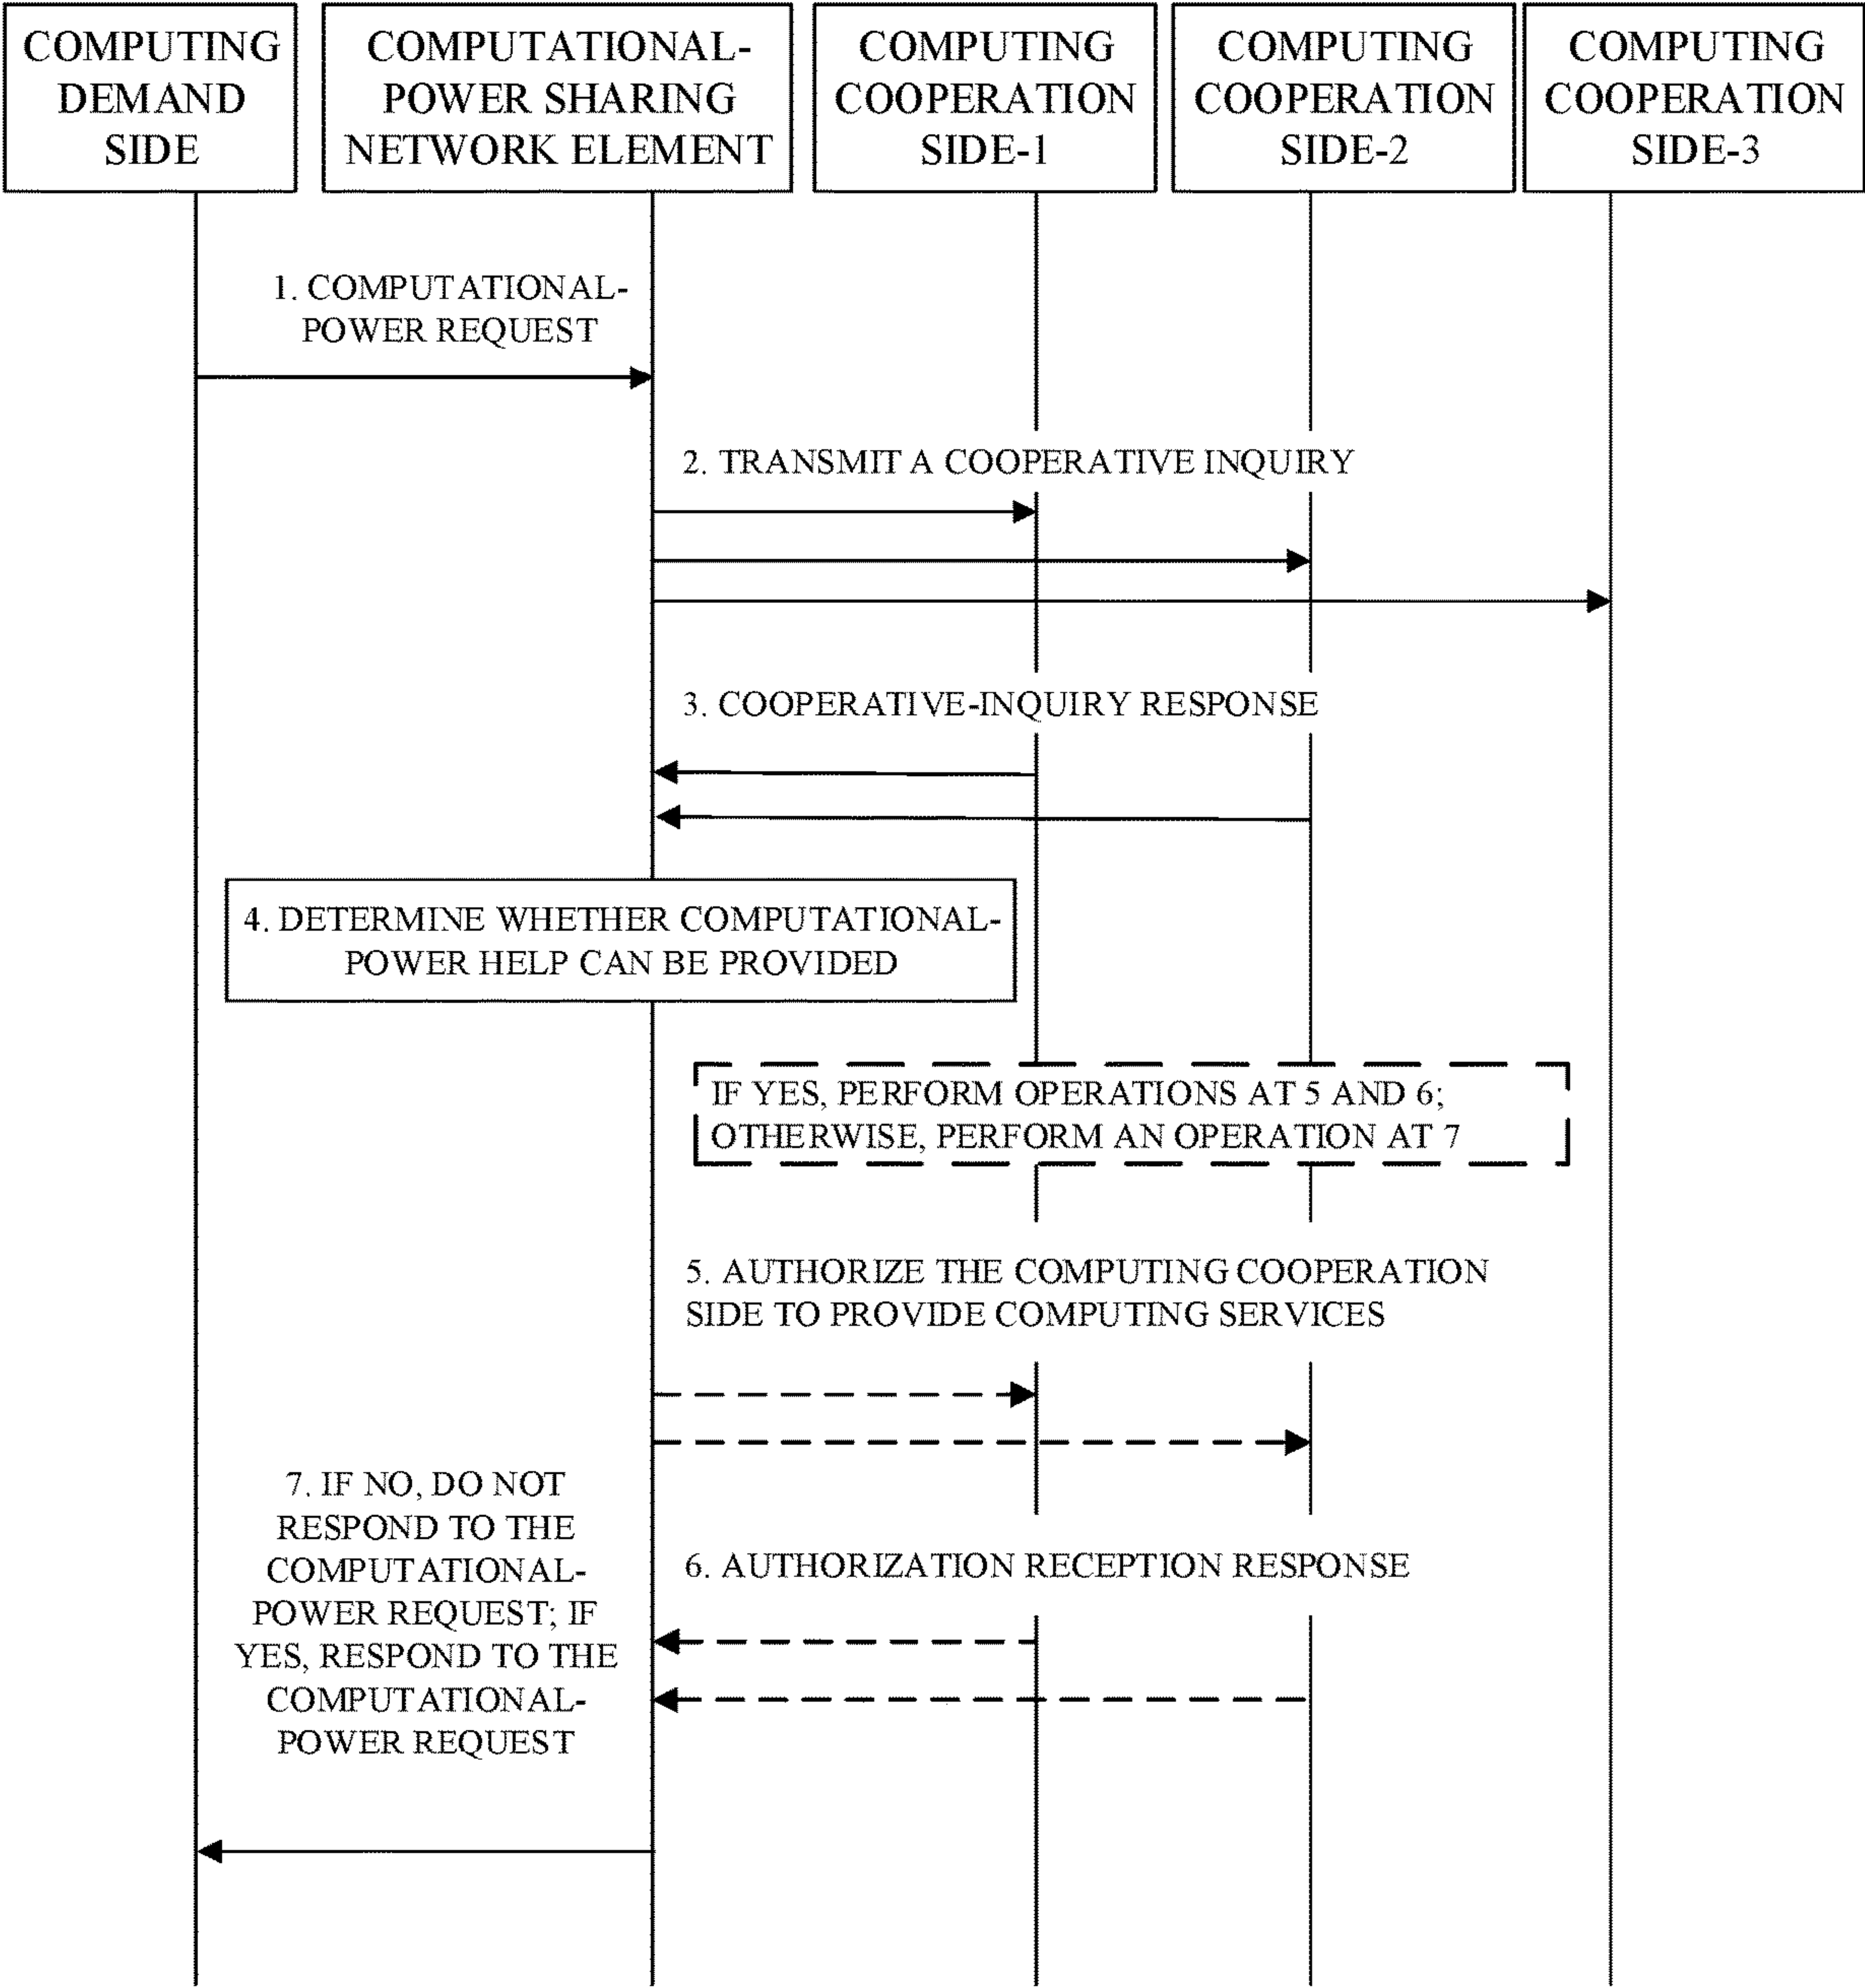 COMPUTING
DEMAND
SIDE
COMPUTATIONAL-
POWER SHARING
NETWORK ELEMENT
COMPUTING
COOPERATION
SIDE-1
COMPUTING
COOPERATION
SIDE-2
COMPUTING
COOPERATION
SIDE-3
1. COMPUTATIONAL-
POWER REQUEST
2. TRANSMIT A COOPERATIVE INQUIRY
3. COOPERATIVE-INQUIRY RESPONSE
4. DETERMINE WHETHER COMPUTATIONAL-
POWER HELP CAN BE PROVIDED
IF YES, PERFORM OPERATIONS AT 5 AND 6;
OTHERWISE, PERFORM AN OPERATION AT 7
5. AUTHORIZE THE COMPUTING COOPERATION
SIDE TO PROVIDE COMPUTING SERVICES
7. IF NO, DO NOT
RESPOND TO THE
COMPUTATIONAL-
POWER REQUEST; IF
YES, RESPOND TO THE
COMPUTATIONAL-
POWER REQUEST
6. AUTHORIZATION RECEPTION RESPONSE